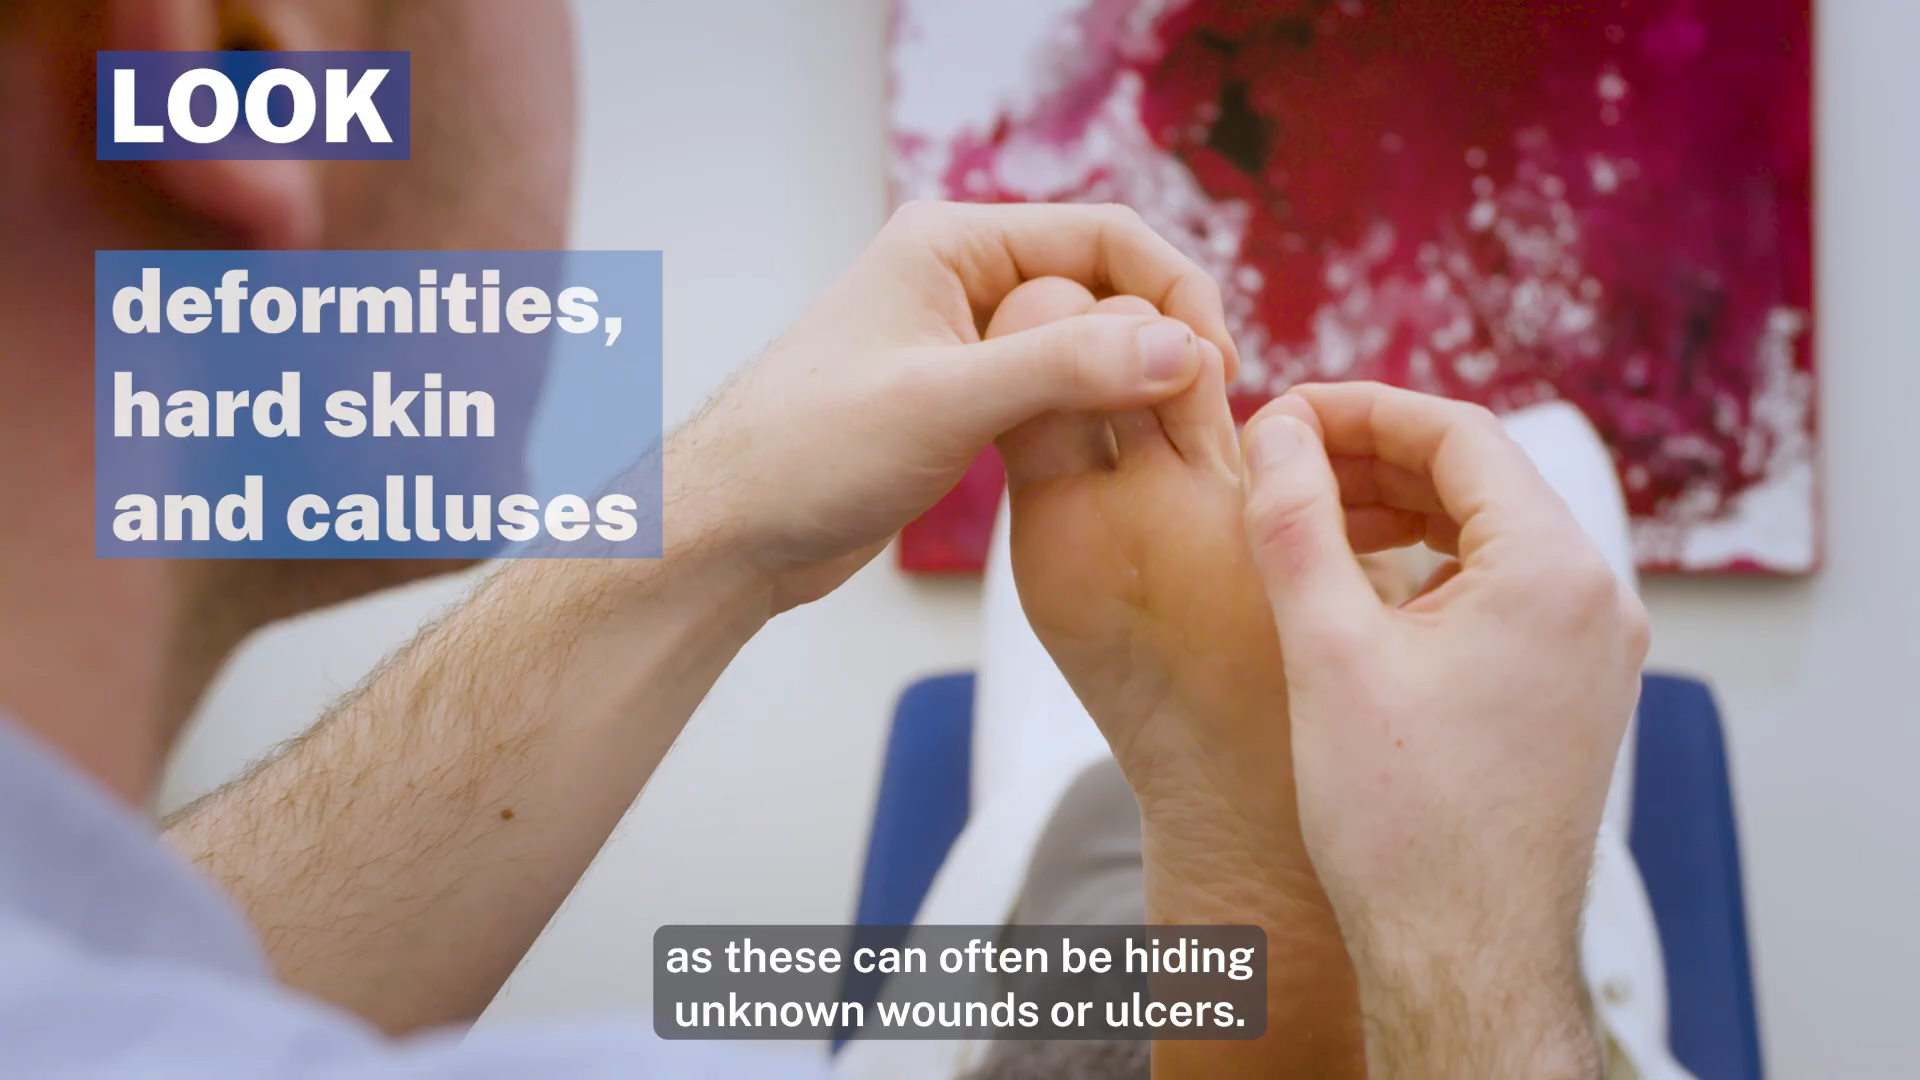 LOOK
deformities,
hard skin
and calluses
as these can often be hiding
unknown wounds or ulcers.